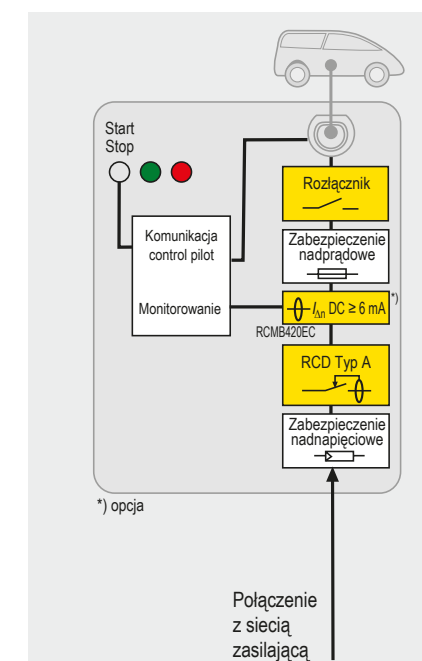 Start
Stop
Rozłącznik
Komunikacja
control pilot
Zabezpieczenie
nadprądowe
Monitorowanie
I∆n DC ≥ 6 mA
*)
RCMB420EC
RCD Typ A
Zabezpieczenie
nadnapięciowe
*) opcja
Połączenie
z siecią
zasilającą